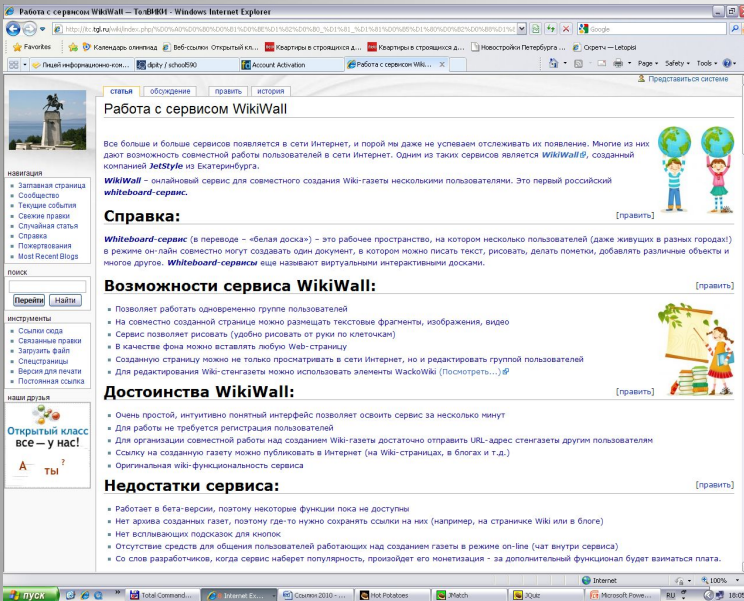 Работа с сервисом WikiWall — ТолВИКИ - Windows Internet Explorer
Google
Favorites Календарь олимпиад Веб-ссылки Открытый кл... Квартиры в строящихся д... Квартиры в строящихся д... Новостройки Петербурга ... Скретч — Letopisi
Лицей информационно-ком... dipity / school590 Account Activation Работа с сервисом Wiki... X Page Safety Tools
Представиться системе
статья обсуждение править история
Работа с сервисом WikiWall
Все больше и больше сервисов появляется в сети Интернет, и порой мы даже не успеваем отслеживать их появление. Многие из них
дают возможность совместной работы пользователей в сети Интернет. Одним из таких сервисов является WikiWall, созданный
компанией JetStyle из Екатеринбурга.
WikiWall – онлайновый сервис для совместного создания Wiki-газеты несколькими пользователями. Это первый российский
whiteboard-сервис.
навигация
Заглавная страница
Сообщество
Текущие события
Свежие правки
Случайная статья
Справка
Пожертвования
Most Recent Blogs
поиск
Перейти Найти
инструменты
Ссылки сюда
Связанные правки
Загрузить файл
Спецстраницы
Версия для печати
Постоянная ссылка
наши друзья
Открытый класс
все — у нас!
А ты?
Справка: [править]
Whiteboard-сервис (в переводе – «белая доска») – это рабочее пространство, на котором несколько пользователей (даже живущих в разных городах!)
в режиме он-лайн совместно могут создавать один документ, в котором можно писать текст, рисовать, делать пометки, добавлять различные объекты и
многое другое. Whiteboard-сервисы еще называют виртуальными интерактивными досками.
Возможности сервиса WikiWall: [править]
Позволяет работать одновременно группе пользователей
На совместно созданной странице можно размещать текстовые фрагменты, изображения, видео
Сервис позволяет рисовать (удобно рисовать от руки по клеточкам)
В качестве фона можно вставлять любую Web-страницу
Созданную страницу можно не только просматривать в сети Интернет, но и редактировать группой пользователей
Для редактирования Wiki-стенгазеты можно использовать элементы WackoWiki (Посмотреть...)
Достоинства WikiWall: [править]
Очень простой, интуитивно понятный интерфейс позволяет освоить сервис за несколько минут
Для работы не требуется регистрация пользователей
Для организации совместной работы над созданием Wiki-газеты достаточно отправить URL-адрес стенгазеты другим пользователям
Ссылку на созданную газету можно публиковать в Интернет (на Wiki-страницах, в блогах и т.д.)
Оригинальная wiki-функциональность сервиса
Недостатки сервиса: [править]
Работает в бета-версии, поэтому некоторые функции пока не доступны
Нет архива созданных газет, поэтому где-то нужно сохранять ссылки на них (например, на страничке Wiki или в блоге)
Нет всплывающих подсказок для кнопок
Отсутствие средств для общения пользователей работающих над созданием газеты в режиме on-line (чат внутри сервиса)
Со слов разработчиков, когда сервис наберет популярность, произойдет его монетизация - за дополнительный функционал будет взиматься плата.
Internet 100%
пуск Total Command... Internet Ex... Ссылки 2010 - ... Hot Potatoes JMatch JQuiz Microsoft Powe... RU 18:05